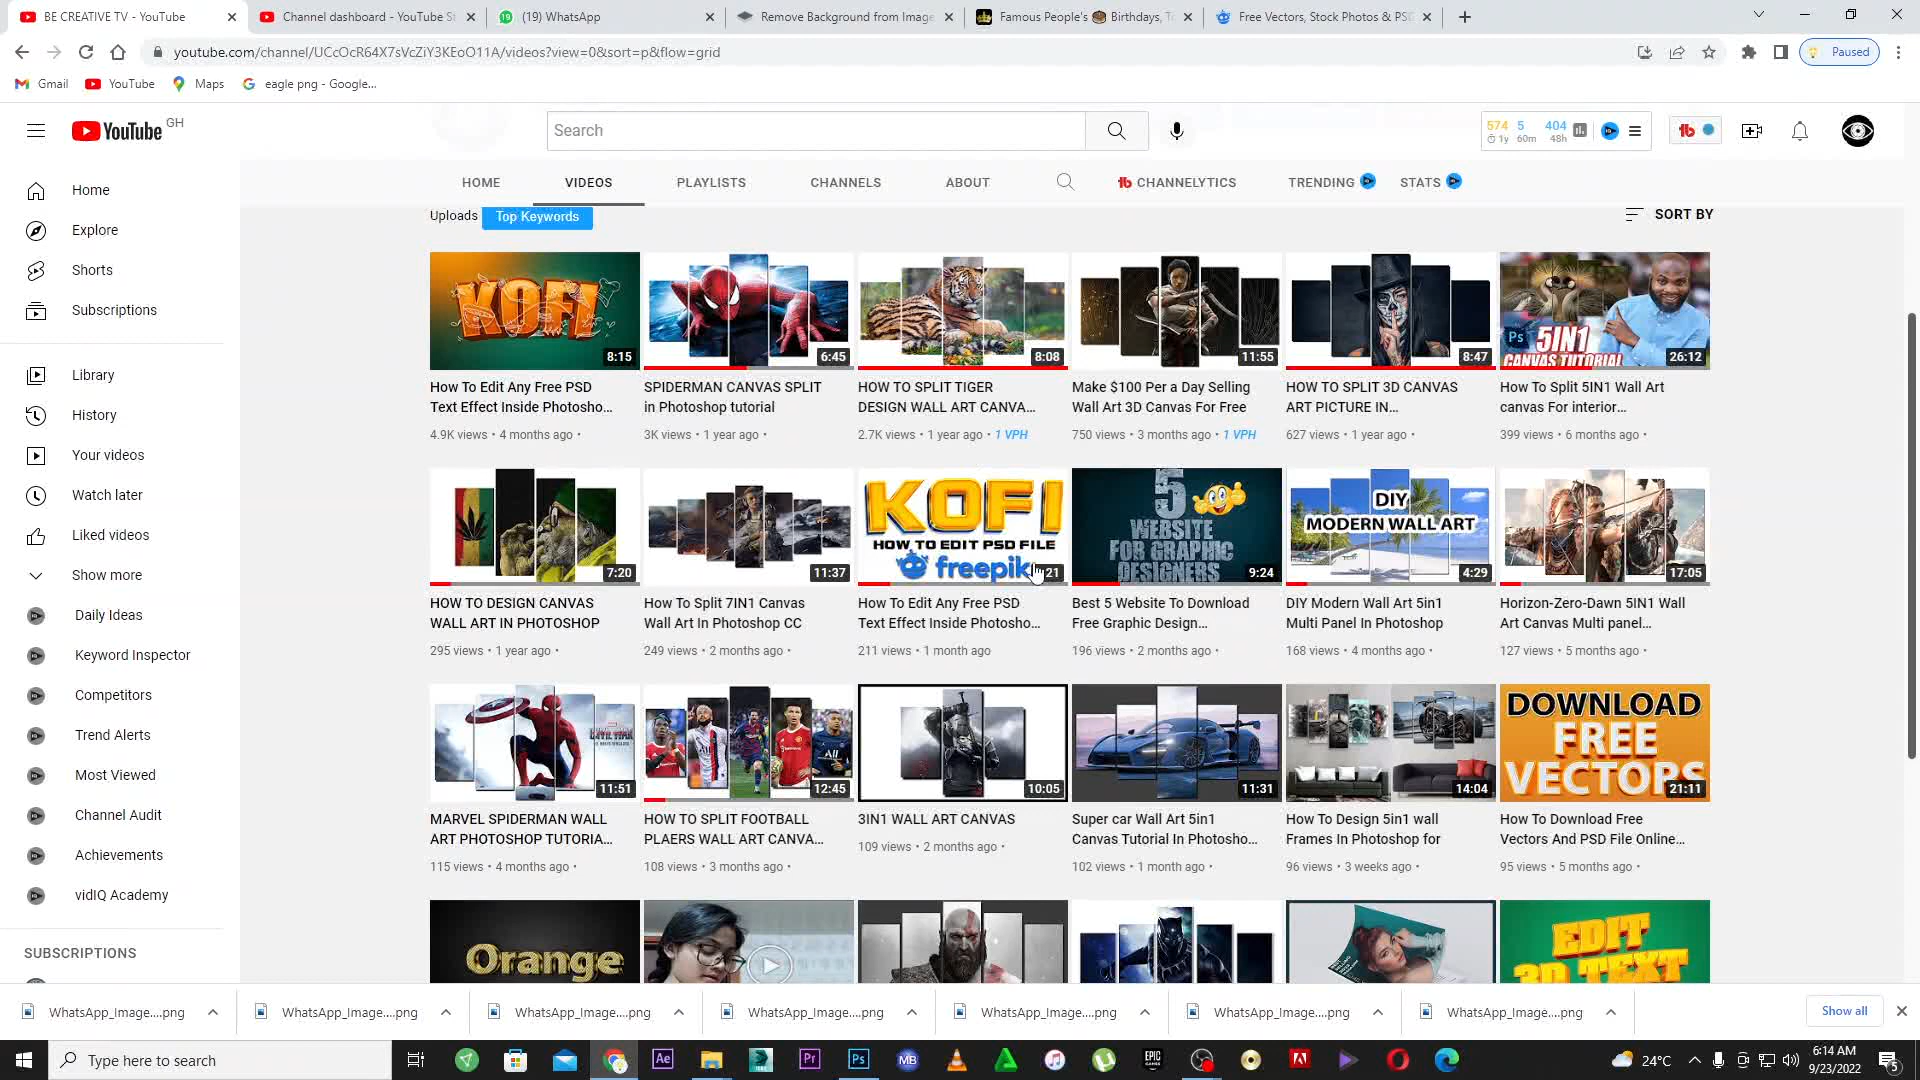 BE CREATIVE TV - YouTube
Channel dashboard - YouTube St
(19) WhatsApp
Remove Background from Image
Famous People's Birthdays, T
Free Vectors, Stock Photos & PSD
youtube.com/channel/UCcOcR64X7sVcZiY3KEoO11A/videos?view=0&sort=p&flow=grid
Paused
Gmail
YouTube
Maps
eagle png - Google...
YouTube GH
Search
574 5 404
1y 60m 48h
HOME
VIDEOS
PLAYLISTS
CHANNELS
ABOUT
CHANNELYTICS
TRENDING
STATS
Home
Explore
Shorts
Subscriptions
Library
History
Your videos
Watch later
Liked videos
Show more
Daily Ideas
Keyword Inspector
Competitors
Trend Alerts
Most Viewed
Channel Audit
Achievements
vidIQ Academy
SUBSCRIPTIONS
Uploads
Top Keywords
SORT BY
KOFI
8:15
6:45
8:08
11:55
8:47
Ps 5IN1
CANVAS TUTORIAL
26:12
How To Edit Any Free PSD
Text Effect Inside Photosho...
4.9K views • 4 months ago •
SPIDERMAN CANVAS SPLIT
in Photoshop tutorial
3K views • 1 year ago •
HOW TO SPLIT TIGER
DESIGN WALL ART CANVA...
2.7K views • 1 year ago • 1 VPH
Make $100 Per a Day Selling
Wall Art 3D Canvas For Free
750 views • 3 months ago • 1 VPH
HOW TO SPLIT 3D CANVAS
ART PICTURE IN...
627 views • 1 year ago •
How To Split 5IN1 Wall Art
canvas For interior...
399 views • 6 months ago •
7:20
11:37
KOFI
HOW TO EDIT PSD FILE
freepik
21
5
WEBSITE
FOR GRAPHIC
DESIGNERS
9:24
DIY
MODERN WALL ART
4:29
17:05
HOW TO DESIGN CANVAS
WALL ART IN PHOTOSHOP
295 views • 1 year ago •
How To Split 7IN1 Canvas
Wall Art In Photoshop CC
249 views • 2 months ago •
How To Edit Any Free PSD
Text Effect Inside Photosho...
211 views • 1 month ago
Best 5 Website To Download
Free Graphic Design...
196 views • 2 months ago •
DIY Modern Wall Art 5in1
Multi Panel In Photoshop
168 views • 4 months ago •
Horizon-Zero-Dawn 5IN1 Wall
Art Canvas Multi panel...
127 views • 5 months ago •
11:51
12:45
10:05
11:31
14:04
DOWNLOAD
FREE
VECTORS
21:11
MARVEL SPIDERMAN WALL
ART PHOTOSHOP TUTORIA...
115 views • 4 months ago •
HOW TO SPLIT FOOTBALL
PLAERS WALL ART CANVA...
108 views • 3 months ago •
3IN1 WALL ART CANVAS
109 views • 2 months ago •
Super car Wall Art 5in1
Canvas Tutorial In Photosho...
102 views • 1 month ago •
How To Design 5in1 wall
Frames In Photoshop for
96 views • 3 weeks ago •
How To Download Free
Vectors And PSD File Online...
95 views • 5 months ago •
Orange
EDIT
3D TEXT
WhatsApp_Image....png
WhatsApp_Image....png
WhatsApp_Image....png
WhatsApp_Image....png
WhatsApp_Image....png
WhatsApp_Image....png
WhatsApp_Image....png
Show all
Type here to search
Ae
Pr
Ps
MB
EPIC
GAMES
24°C
6:14 AM
9/23/2022
5